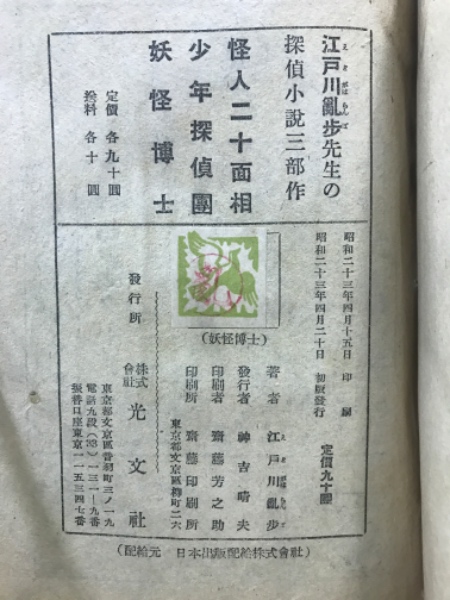 江戸川亂歩先生の
探偵小説三部作
怪人二十面相
少年探偵團
妖怪博士
定價 各九十圓
送料 各十圓
昭和二十三年四月十五日 印刷
昭和二十三年四月二十日 初版發行
定價九十圓
(妖怪博士)
著者 江戸川亂歩
發行者 神吉晴夫
印刷者 齋藤芳之助
印刷所 齋藤印刷所
發行所
株式會社 光文社
東京都文京區音羽町三ノ一九
電話九段(33)一三一一九番
振替口座東京一一五三四七番
(配給元 日本出版配給株式會社)